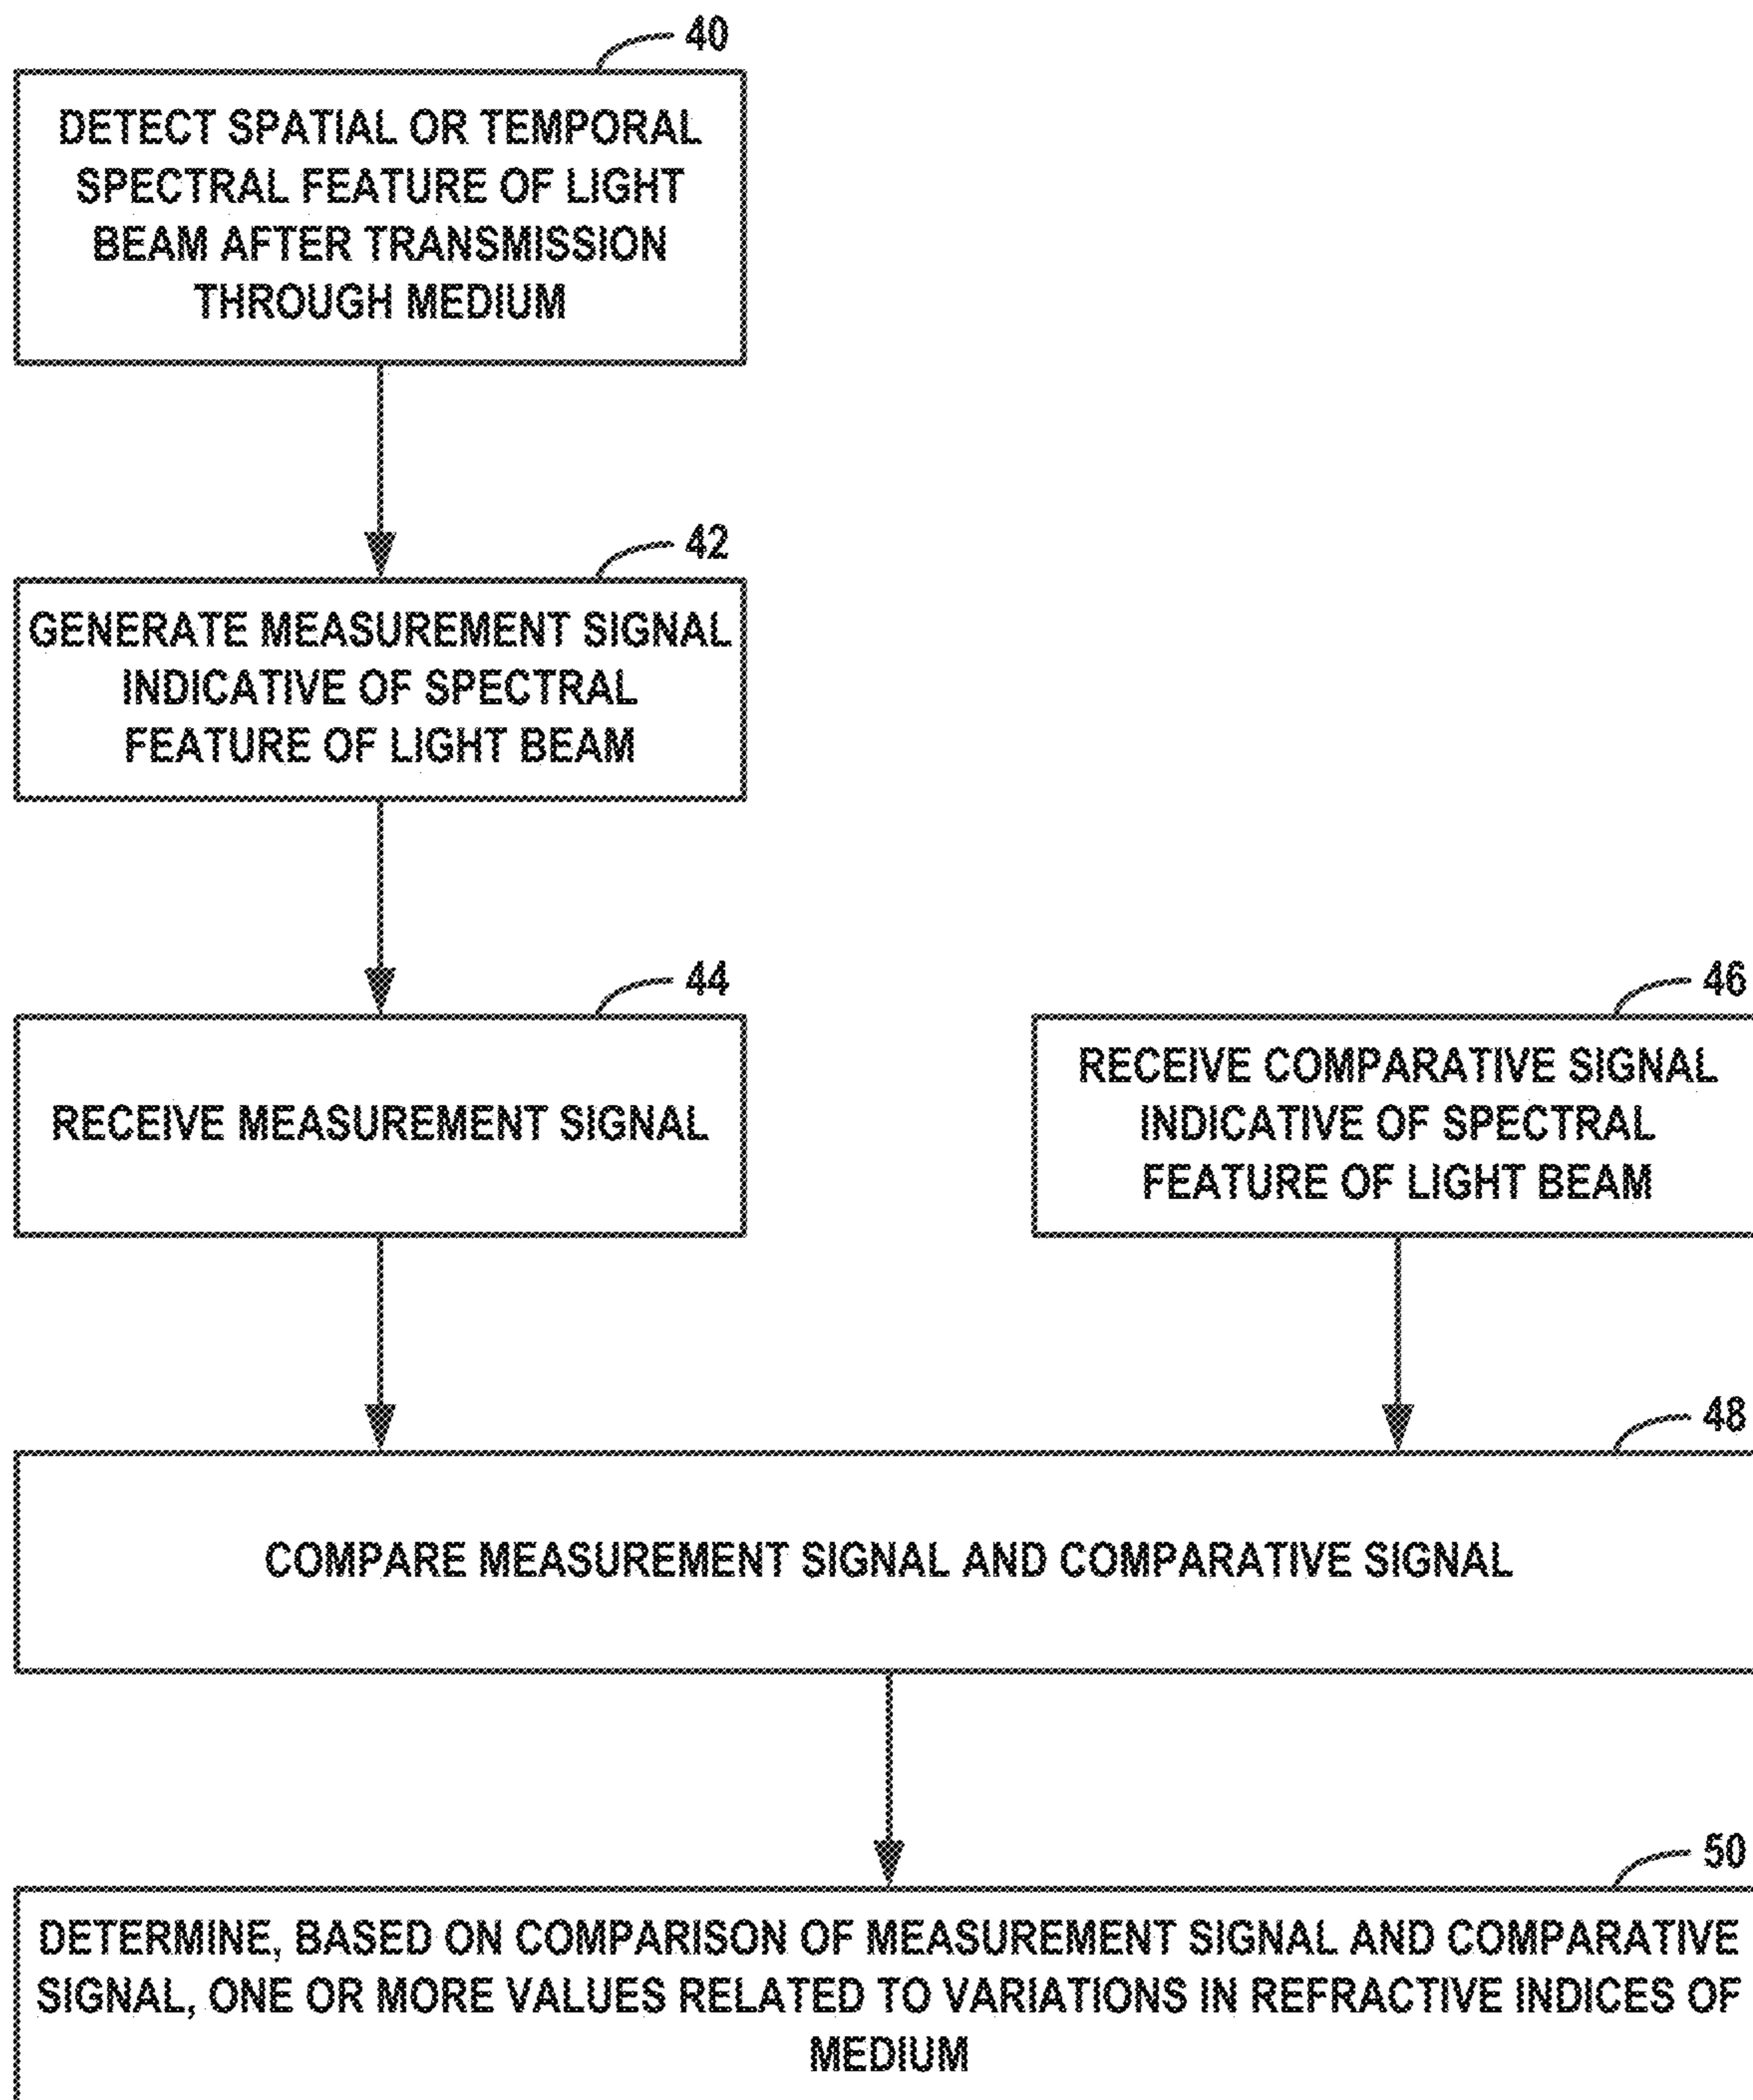 40
DETECT SPATIAL OR TEMPORAL
SPECTRAL FEATURE OF LIGHT
BEAM AFTER TRANSMISSION
THROUGH MEDIUM
42
GENERATE MEASUREMENT SIGNAL
INDICATIVE OF SPECTRAL
FEATURE OF LIGHT BEAM
44
RECEIVE MEASUREMENT SIGNAL
46
RECEIVE COMPARATIVE SIGNAL
INDICATIVE OF SPECTRAL
FEATURE OF LIGHT BEAM
48
COMPARE MEASUREMENT SIGNAL AND COMPARATIVE SIGNAL
50
DETERMINE, BASED ON COMPARISON OF MEASUREMENT SIGNAL AND COMPARATIVE
SIGNAL, ONE OR MORE VALUES RELATED TO VARIATIONS IN REFRACTIVE INDICES OF
MEDIUM